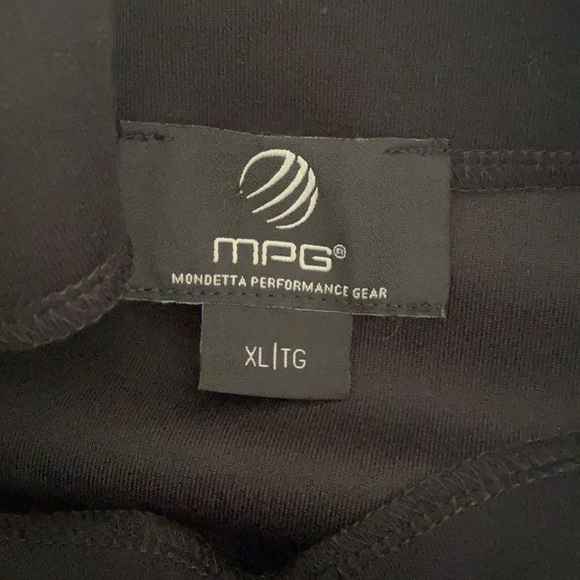 MPG®
MONDETTA PERFORMANCE GEAR
XL|TG